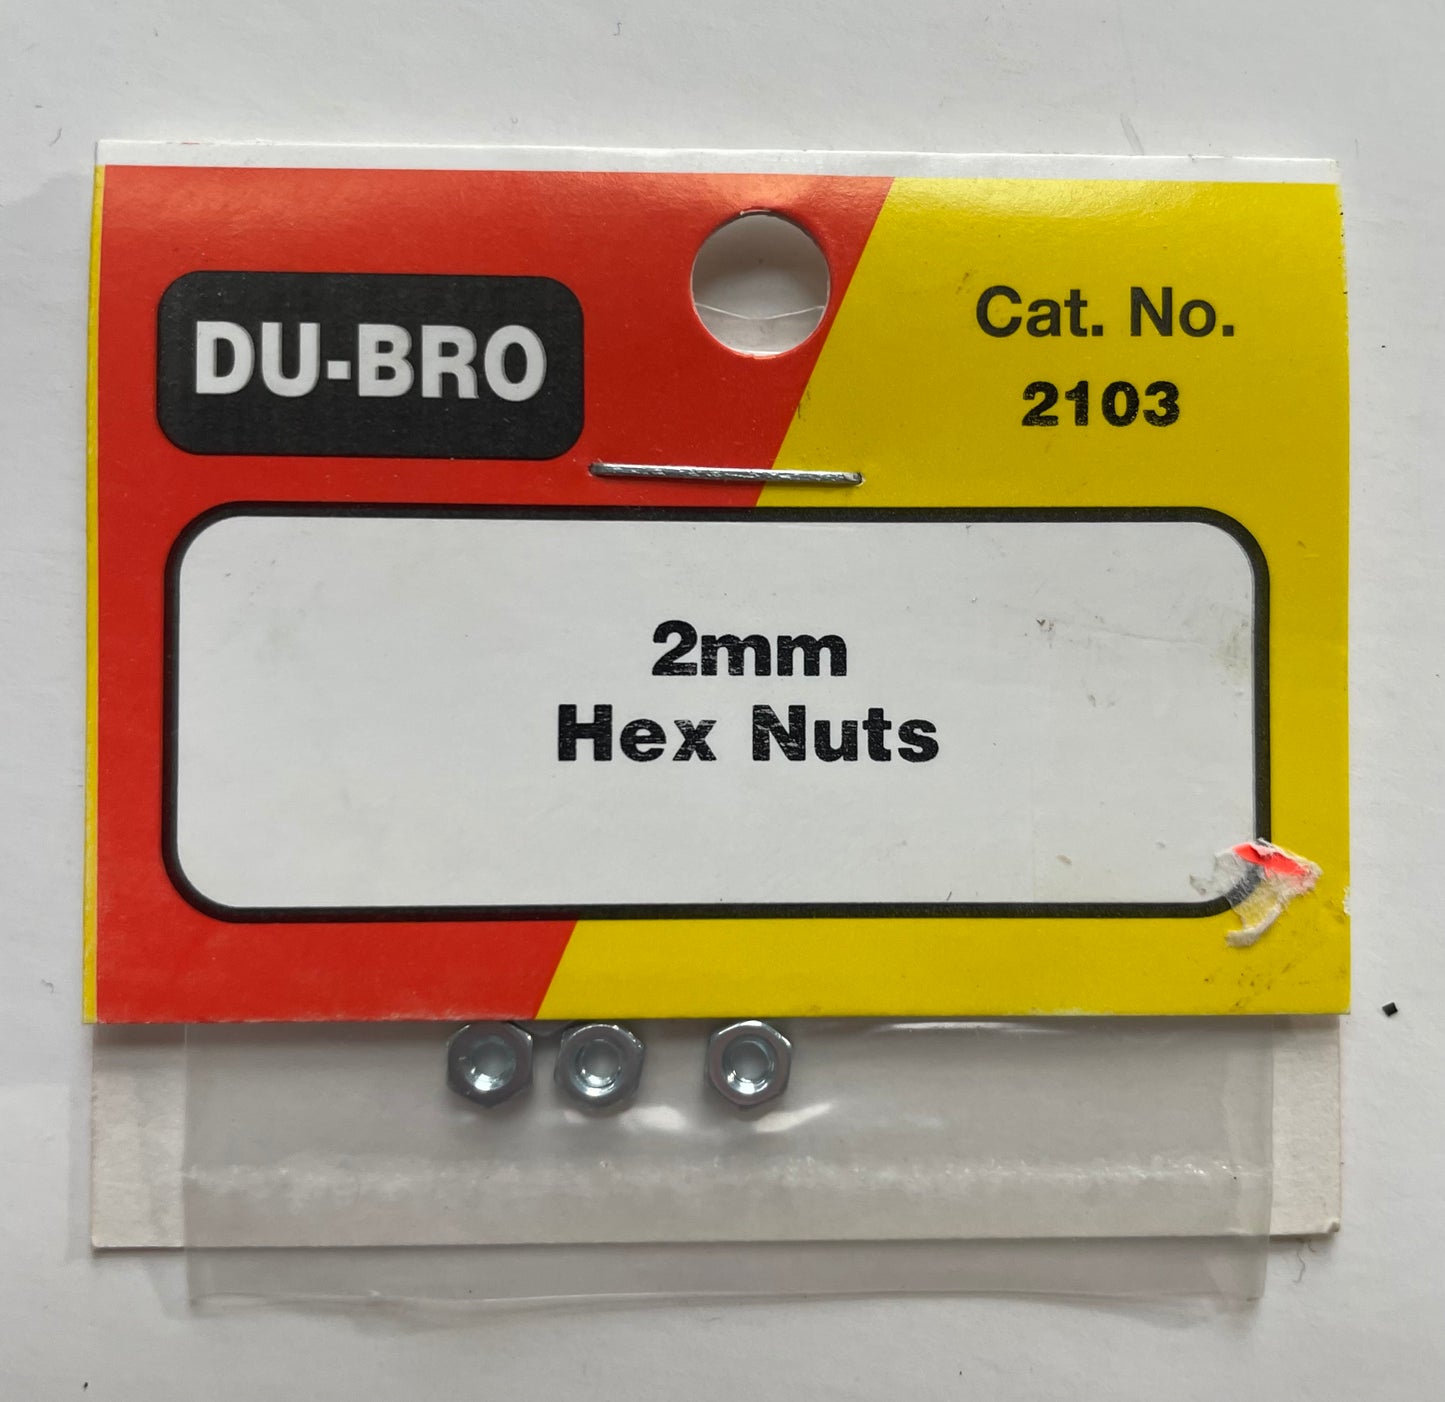 DU-BRO
Cat. No.
2103
2mm
Hex Nuts